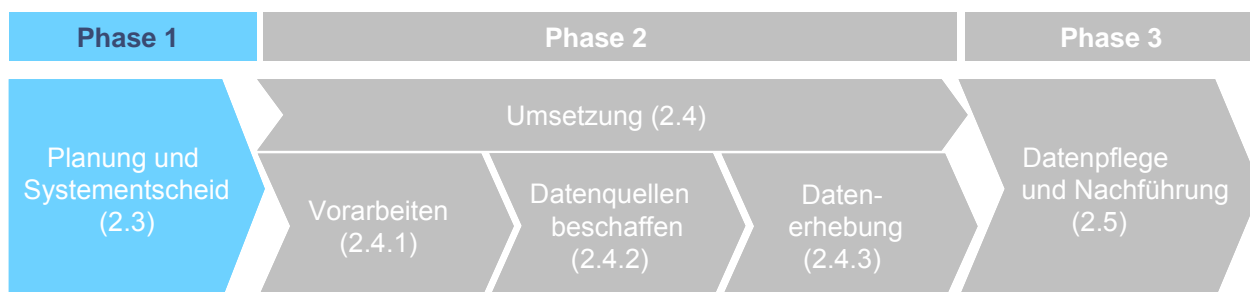 Phase 1
Phase 2
Phase 3
Planung und
Systementscheid
(2.3)
Umsetzung (2.4)
Vorarbeiten
(2.4.1)
Datenquellen
beschaffen
(2.4.2)
Daten-
erhebung
(2.4.3)
Datenpflege
und Nachführung
(2.5)